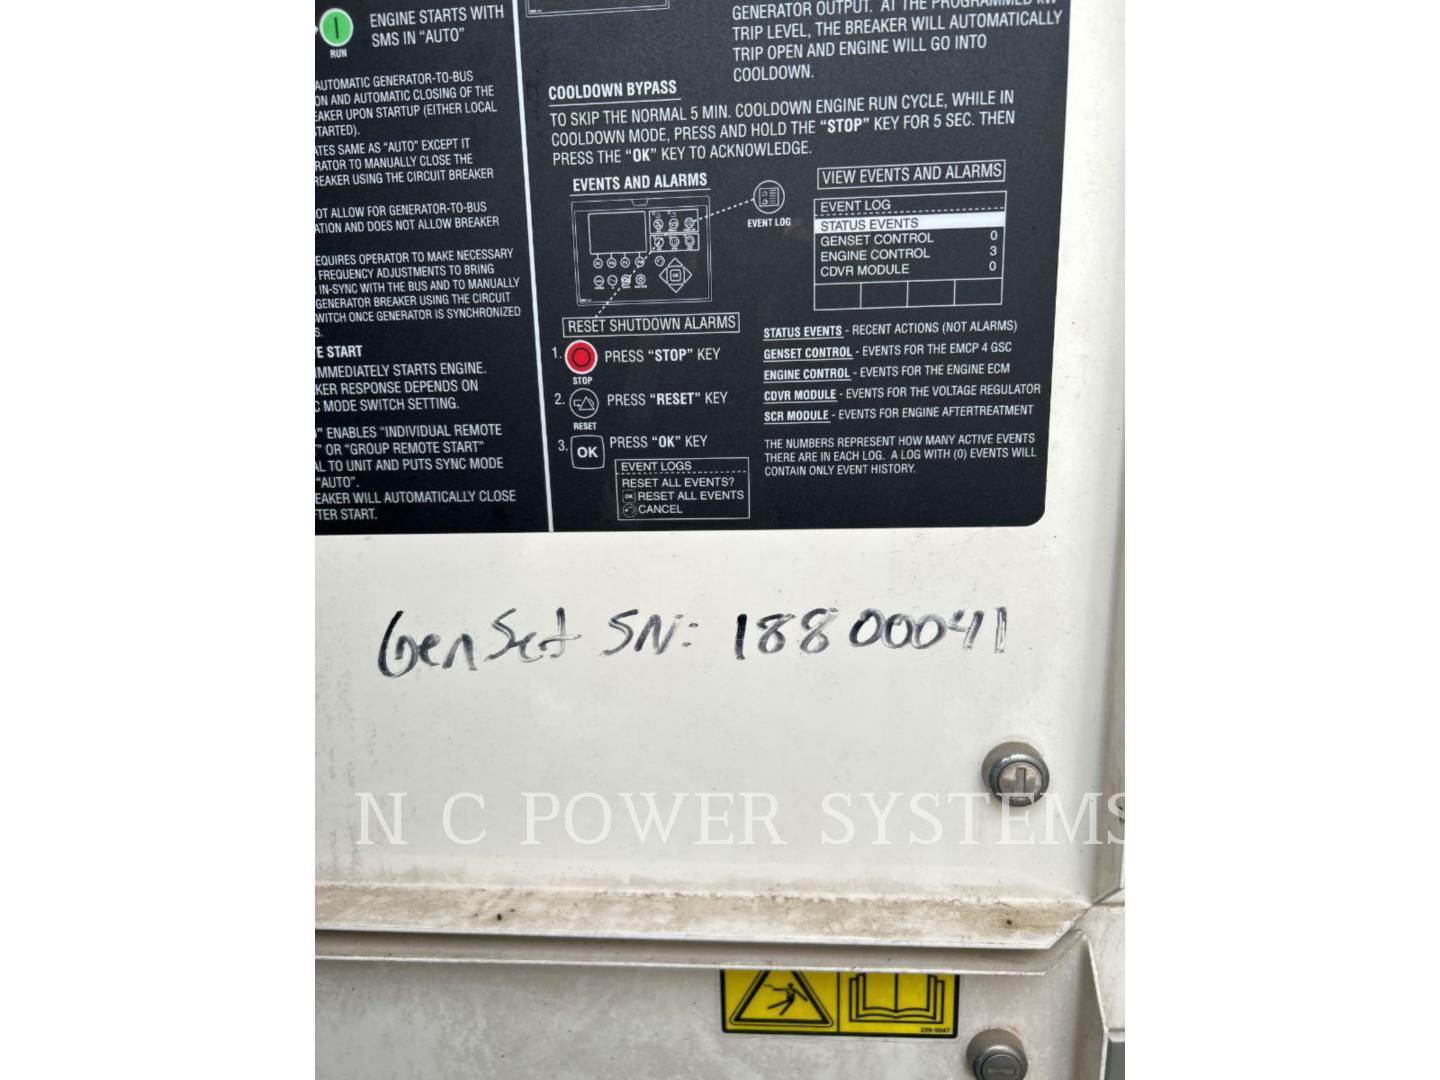 ENGINE STARTS WITH
SMS IN "AUTO"
RUN
AUTOMATIC GENERATOR-TO-BUS
ON AND AUTOMATIC CLOSING OF THE
EAKER UPON STARTUP (EITHER LOCAL
TARTED).
ATES SAME AS "AUTO" EXCEPT IT
RATOR TO MANUALLY CLOSE THE
REAKER USING THE CIRCUIT BREAKER
OT ALLOW FOR GENERATOR-TO-BUS
ATION AND DOES NOT ALLOW BREAKER
EQUIRES OPERATOR TO MAKE NECESSARY
FREQUENCY ADJUSTMENTS TO BRING
IN-SYNC WITH THE BUS AND TO MANUALLY
GENERATOR BREAKER USING THE CIRCUIT
WITCH ONCE GENERATOR IS SYNCHRONIZED
S.
TE START
IMMEDIATELY STARTS ENGINE.
KER RESPONSE DEPENDS ON
C MODE SWITCH SETTING.
" ENABLES "INDIVIDUAL REMOTE
" OR "GROUP REMOTE START"
AL TO UNIT AND PUTS SYNC MODE
"AUTO".
EAKER WILL AUTOMATICALLY CLOSE
TER START.
GENERATOR OUTPUT. AT THE PROGRAMMED kW
TRIP LEVEL, THE BREAKER WILL AUTOMATICALLY
TRIP OPEN AND ENGINE WILL GO INTO
COOLDOWN.
COOLDOWN BYPASS
TO SKIP THE NORMAL 5 MIN. COOLDOWN ENGINE RUN CYCLE, WHILE IN
COOLDOWN MODE, PRESS AND HOLD THE "STOP" KEY FOR 5 SEC. THEN
PRESS THE "OK" KEY TO ACKNOWLEDGE.
EVENTS AND ALARMS
EVENT LOG
OK
RESET SHUTDOWN ALARMS
1. PRESS "STOP" KEY
STOP
2. PRESS "RESET" KEY
RESET
3. OK PRESS "OK" KEY
EVENT LOGS
RESET ALL EVENTS?
OK RESET ALL EVENTS
CANCEL
VIEW EVENTS AND ALARMS
EVENT LOG
STATUS EVENTS
GENSET CONTROL 0
ENGINE CONTROL 3
CDVR MODULE 0
STATUS EVENTS - RECENT ACTIONS (NOT ALARMS)
GENSET CONTROL - EVENTS FOR THE EMCP 4 GSC
ENGINE CONTROL - EVENTS FOR THE ENGINE ECM
CDVR MODULE - EVENTS FOR THE VOLTAGE REGULATOR
SCR MODULE - EVENTS FOR ENGINE AFTERTREATMENT
THE NUMBERS REPRESENT HOW MANY ACTIVE EVENTS
THERE ARE IN EACH LOG. A LOG WITH (0) EVENTS WILL
CONTAIN ONLY EVENT HISTORY.
GenSet SN: 18800041
N C POWER SYSTEMS
229-5047